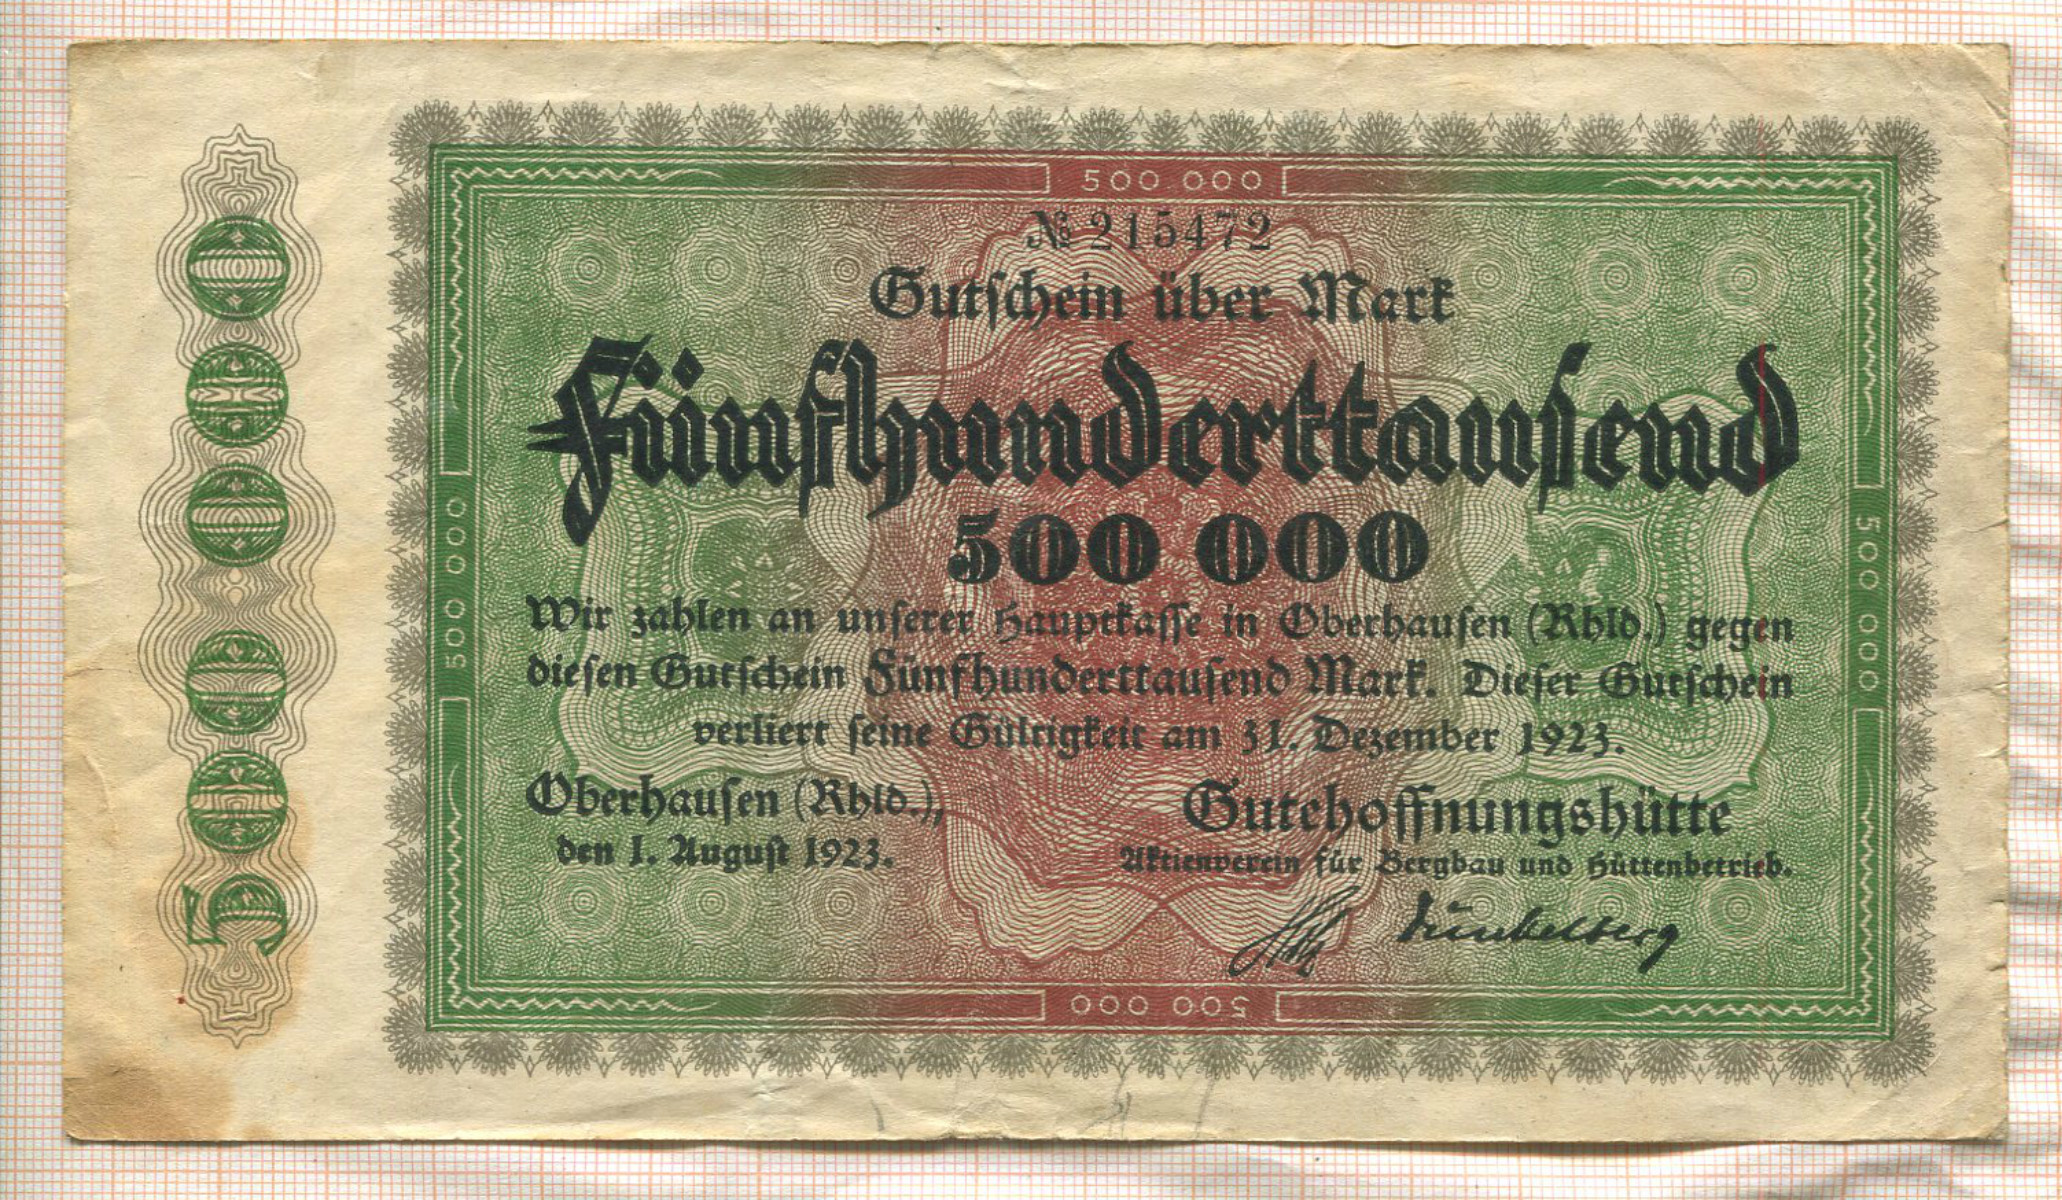 500 000
№ 215472
Gutschein über Mark
Fünfhunderttausend
500 000
Wir zahlen an unserer Hauptkasse in Oberhausen (Rhld.) gegen
diesen Gutschein Fünfhunderttausend Mark. Dieser Gutschein
verliert seine Gültigkeit am 31. Dezember 1923.
Oberhausen (Rhld.),
den 1. August 1923.
Gutehoffnungshütte
Aktienverein für Bergbau und Hüttenbetrieb.
500 000
500 000
500 000
500000